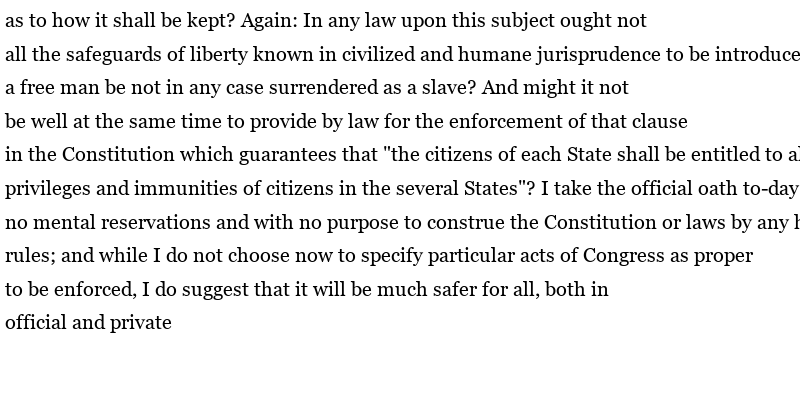 as to how it shall be kept? Again: In any law upon this subject ought not
all the safeguards of liberty known in civilized and humane jurisprudence to be introduce
a free man be not in any case surrendered as a slave? And might it not
be well at the same time to provide by law for the enforcement of that clause
in the Constitution which guarantees that "the citizens of each State shall be entitled to
privileges and immunities of citizens in the several States"? I take the official oath to-day
no mental reservations and with no purpose to construe the Constitution or laws by any
rules; and while I do not choose now to specify particular acts of Congress as proper
to be enforced, I do suggest that it will be much safer for all, both in
official and private